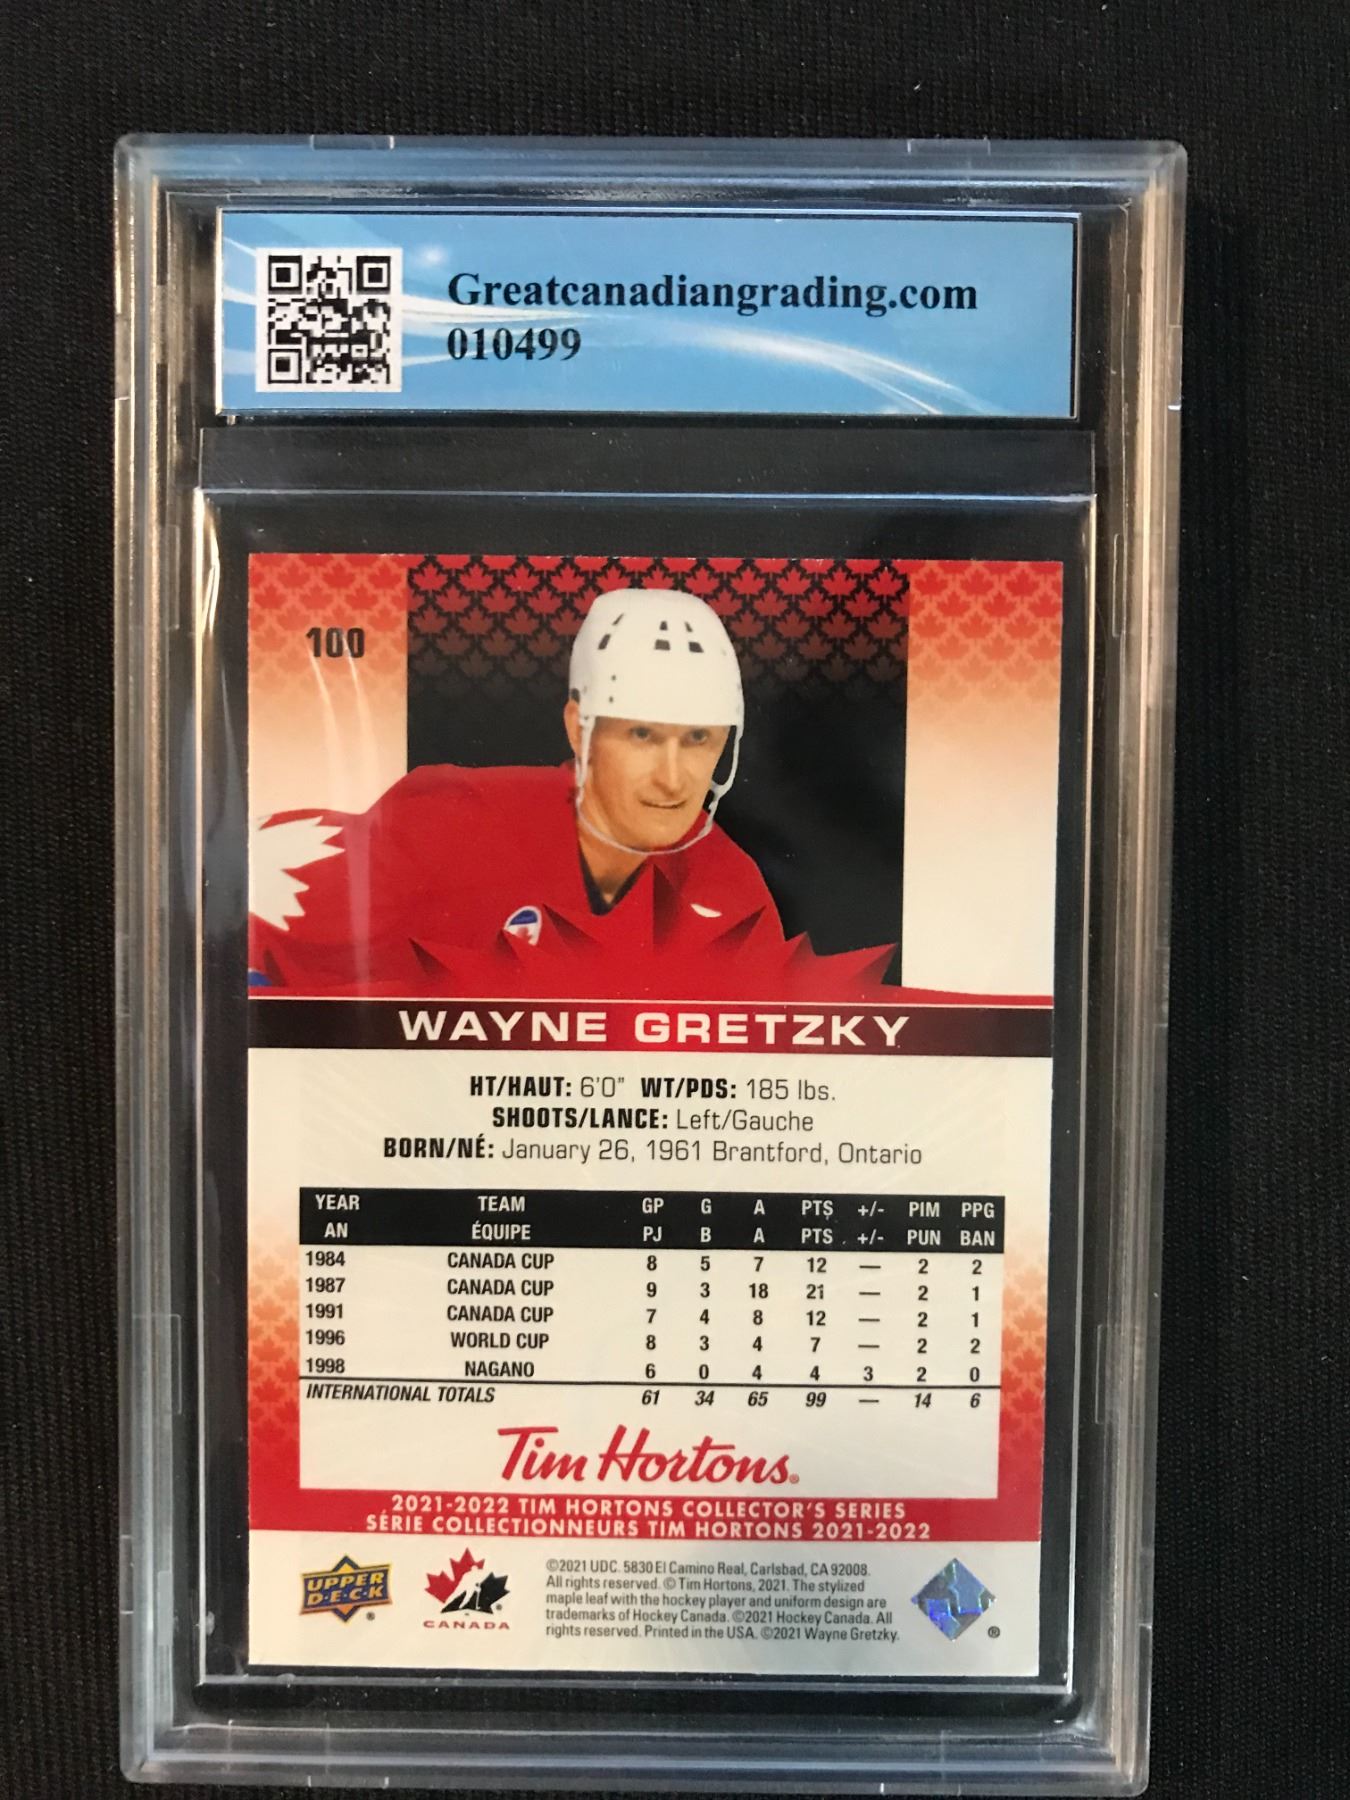 Greatcanadiangrading.com
010499
100
WAYNE GRETZKY
HT/HAUT: 6'0" WT/PDS: 185 lbs.
SHOOTS/LANCE: Left/Gauche
BORN/NÉ: January 26, 1961 Brantford, Ontario
YEAR TEAM GP G A PTS +/- PIM PPG
AN ÉQUIPE PJ B A PTS +/- PUN BAN
1984 CANADA CUP 8 5 7 12 — 2 2
1987 CANADA CUP 9 3 18 21 — 2 1
1991 CANADA CUP 7 4 8 12 — 2 1
1996 WORLD CUP 8 3 4 7 — 2 2
1998 NAGANO 6 0 4 4 3 2 0
INTERNATIONAL TOTALS 61 34 65 99 — 14 6
Tim Hortons®
2021-2022 TIM HORTONS COLLECTOR'S SERIES
SÉRIE COLLECTIONNEURS TIM HORTONS 2021-2022
UPPER
D·E·C·K ®
CANADA
©2021 UDC. 5830 El Camino Real, Carlsbad, CA 92008.
All rights reserved. © Tim Hortons, 2021. The stylized
maple leaf with the hockey player and uniform design are
trademarks of Hockey Canada. ©2021 Hockey Canada. All
rights reserved. Printed in the USA. ©2021 Wayne Gretzky.
®